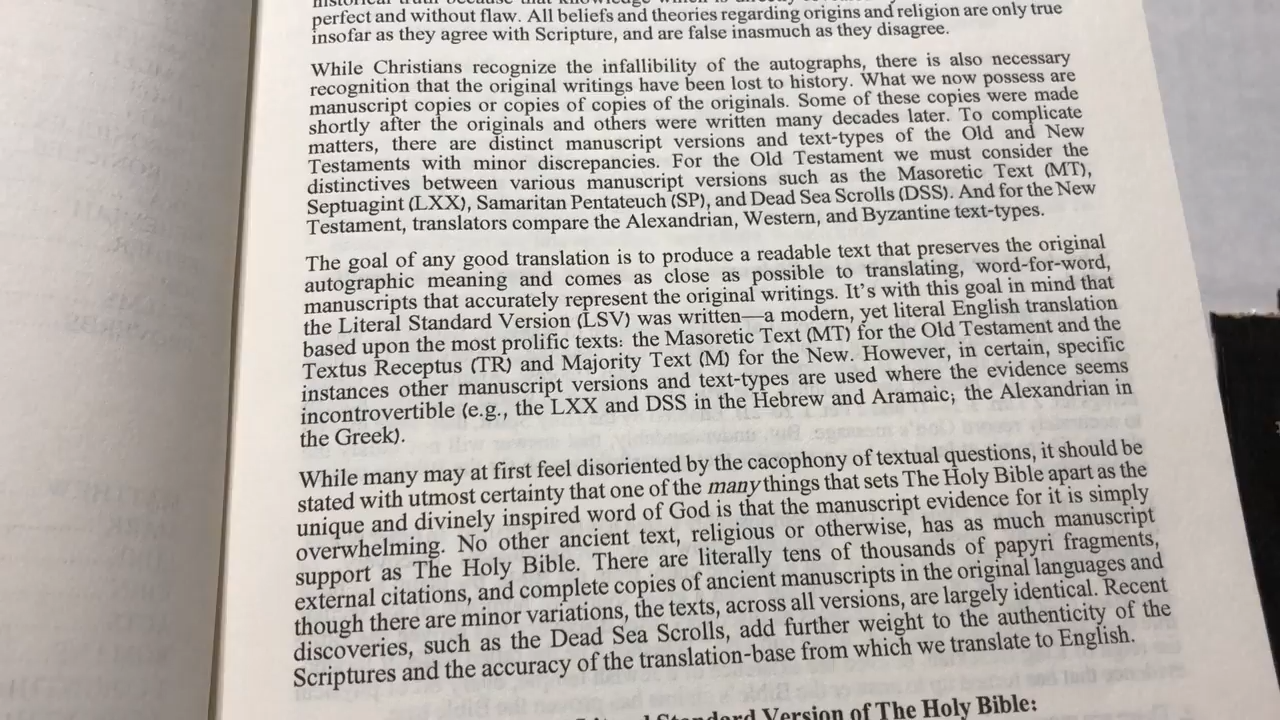 historical truth because that knowledge which is
perfect and without flaw. All beliefs and theories regarding origins and religion are only true
insofar as they agree with Scripture, and are false inasmuch as they disagree.
While Christians recognize the infallibility of the autographs, there is also necessary
recognition that the original writings have been lost to history. What we now possess are
manuscript copies or copies of copies of the originals. Some of these copies were made
shortly after the originals and others were written many decades later. To complicate
matters, there are distinct manuscript versions and text-types of the Old and New
Testaments with minor discrepancies. For the Old Testament we must consider the
distinctives between various manuscript versions such as the Masoretic Text (MT),
Septuagint (LXX), Samaritan Pentateuch (SP), and Dead Sea Scrolls (DSS). And for the New
Testament, translators compare the Alexandrian, Western, and Byzantine text-types.
The goal of any good translation is to produce a readable text that preserves the original
autographic meaning and comes as close as possible to translating, word-for-word,
manuscripts that accurately represent the original writings. It’s with this goal in mind that
the Literal Standard Version (LSV) was written—a modern, yet literal English translation
based upon the most prolific texts: the Masoretic Text (MT) for the Old Testament and the
Textus Receptus (TR) and Majority Text (M) for the New. However, in certain, specific
instances other manuscript versions and text-types are used where the evidence seems
incontrovertible (e.g., the LXX and DSS in the Hebrew and Aramaic; the Alexandrian in
the Greek).
While many may at first feel disoriented by the cacophony of textual questions, it should be
stated with utmost certainty that one of the many things that sets The Holy Bible apart as the
unique and divinely inspired word of God is that the manuscript evidence for it is simply
overwhelming. No other ancient text, religious or otherwise, has as much manuscript
support as The Holy Bible. There are literally tens of thousands of papyri fragments,
external citations, and complete copies of ancient manuscripts in the original languages and
though there are minor variations, the texts, across all versions, are largely identical. Recent
discoveries, such as the Dead Sea Scrolls, add further weight to the authenticity of the
Scriptures and the accuracy of the translation-base from which we translate to English.
Standard Version of The Holy Bible: